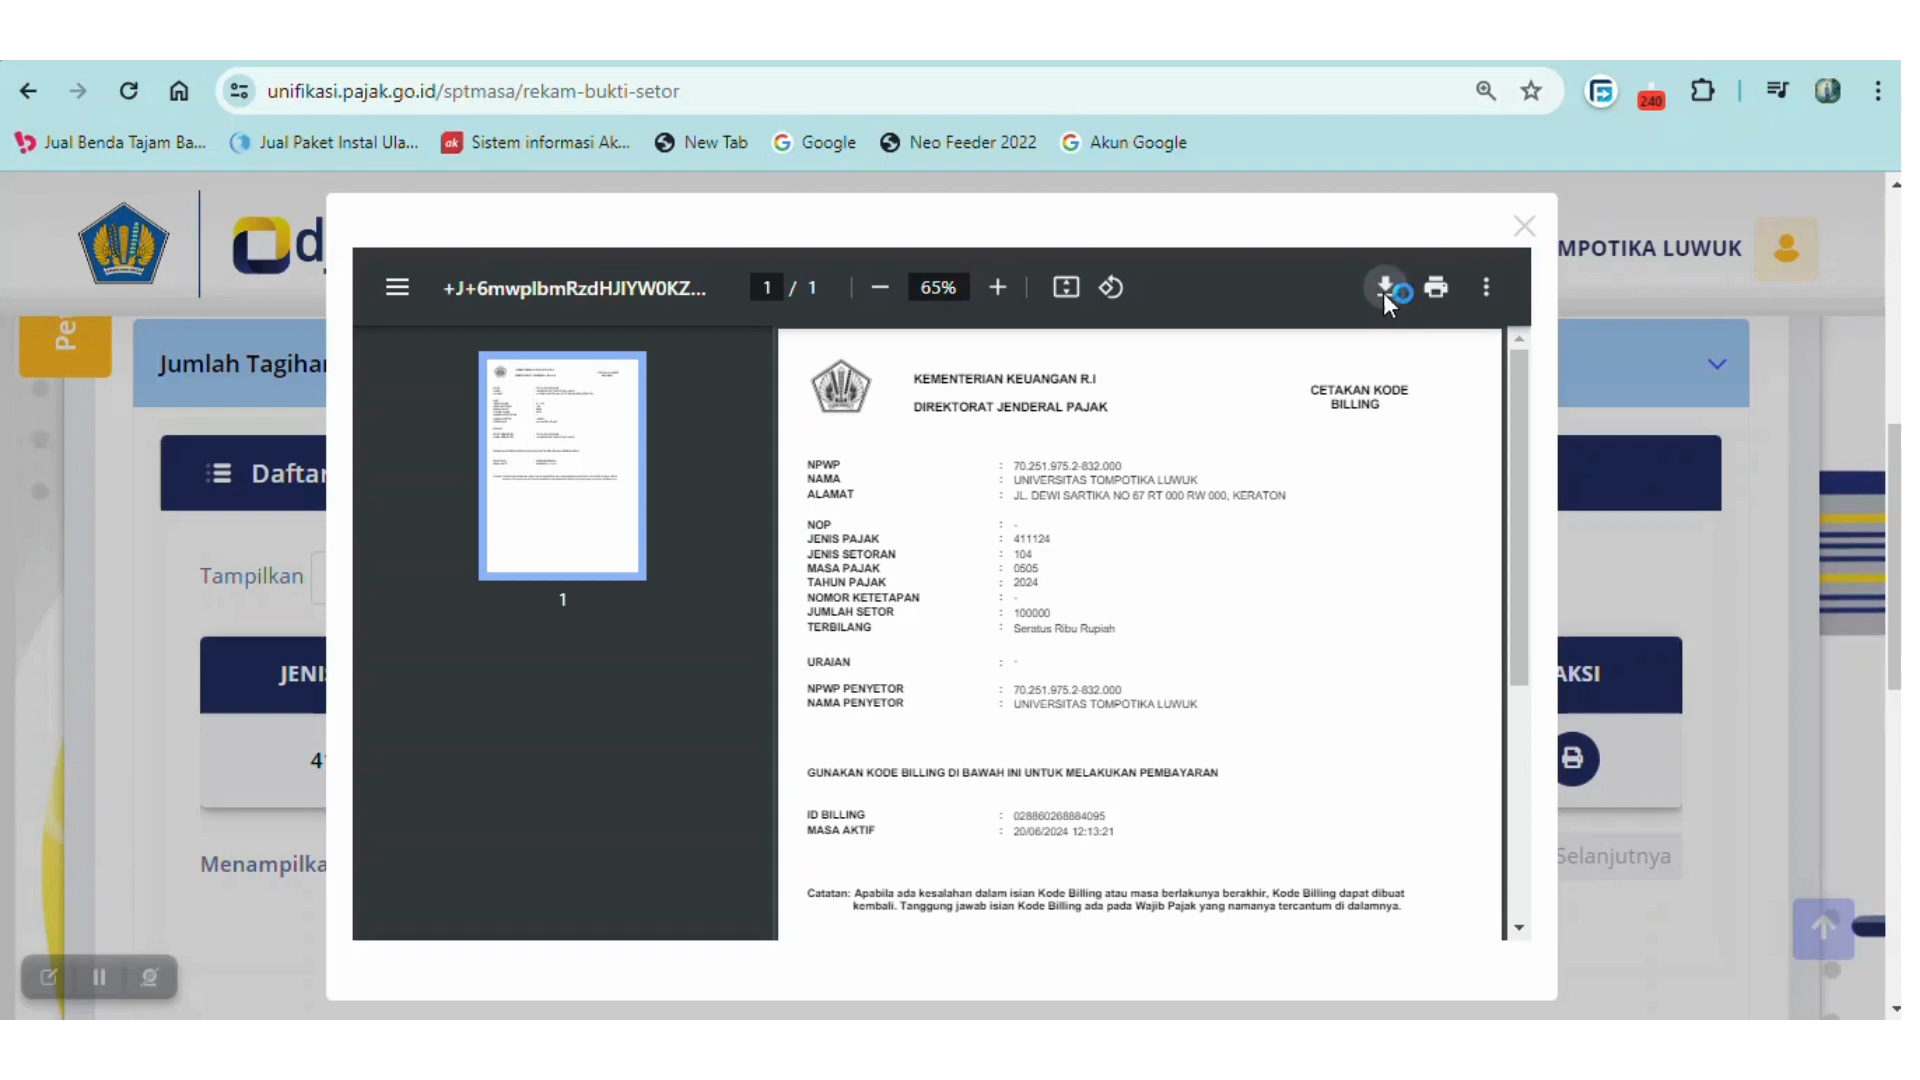 unifikasi.pajak.go.id/sptmasa/rekam-bukti-setor
240
Jual Benda Tajam Ba...
Jual Paket Instal Ula...
ak
Sistem informasi Ak...
New Tab
Google
Neo Feeder 2022
Akun Google
MPOTIKA LUWUK
+J+6mwplbmRzdHJlYW0KZ...
1 / 1
65%
Pe
Jumlah Tagihan
Daftar
Tampilkan
JENIS
AKSI
41
Menampilka
Selanjutnya
1
KEMENTERIAN KEUANGAN R.I
DIREKTORAT JENDERAL PAJAK
CETAKAN KODE
BILLING
NPWP : 70.251.975.2-832.000
NAMA : UNIVERSITAS TOMPOTIKA LUWUK
ALAMAT : JL. DEWI SARTIKA NO 67 RT 000 RW 000, KERATON
NOP : -
JENIS PAJAK : 411124
JENIS SETORAN : 104
MASA PAJAK : 0505
TAHUN PAJAK : 2024
NOMOR KETETAPAN : -
JUMLAH SETOR : 100000
TERBILANG : Seratus Ribu Rupiah
URAIAN : -
NPWP PENYETOR : 70.251.975.2-832.000
NAMA PENYETOR : UNIVERSITAS TOMPOTIKA LUWUK
GUNAKAN KODE BILLING DI BAWAH INI UNTUK MELAKUKAN PEMBAYARAN
ID BILLING : 028860268884095
MASA AKTIF : 20/06/2024 12:13:21
Catatan: Apabila ada kesalahan dalam isian Kode Billing atau masa berlakunya berakhir, Kode Billing dapat dibuat
kembali. Tanggung jawab isian Kode Billing ada pada Wajib Pajak yang namanya tercantum di dalamnya.